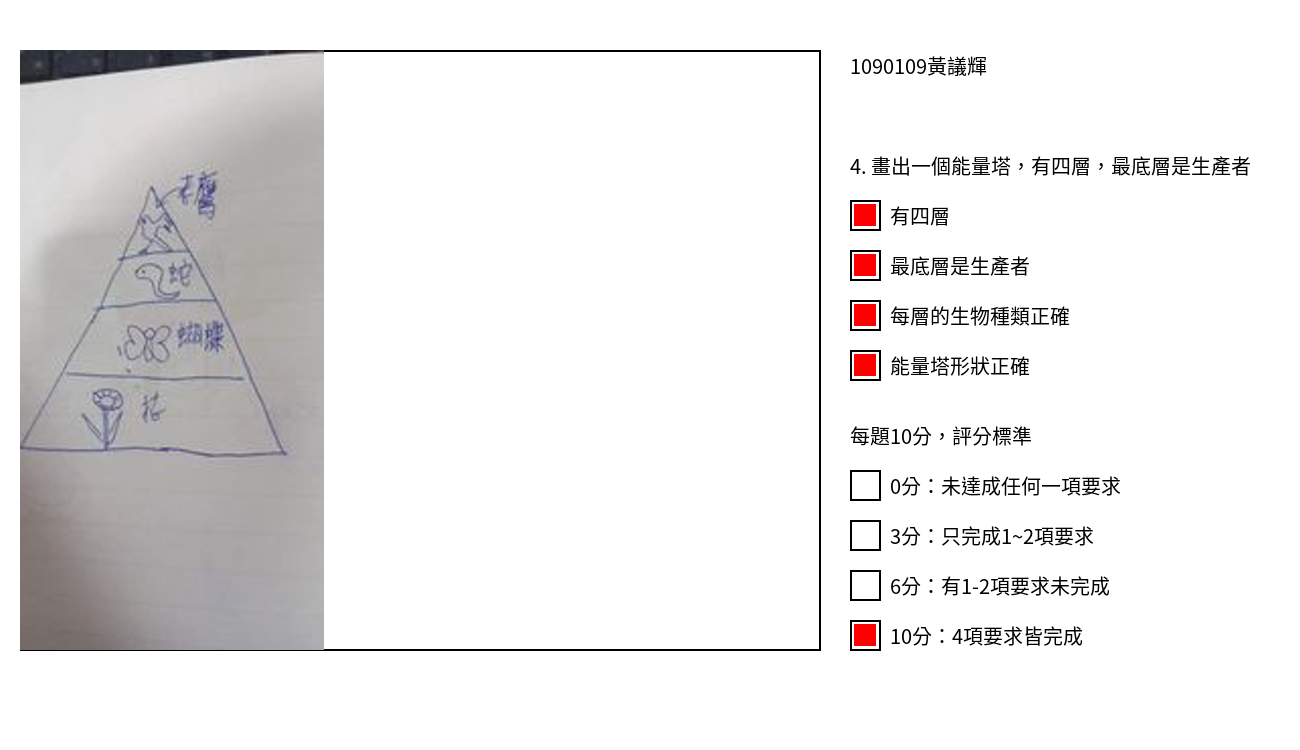 1090109黃議輝
4. 畫出一個能量塔，有四層，最底層是生產者
有四層
最底層是生產者
每層的生物種類正確
能量塔形狀正確
每題10分，評分標準
0分：未達成任何一項要求
3分：只完成1~2項要求
6分：有1-2項要求未完成
10分：4項要求皆完成
老鷹
蛇
蝴蝶
花